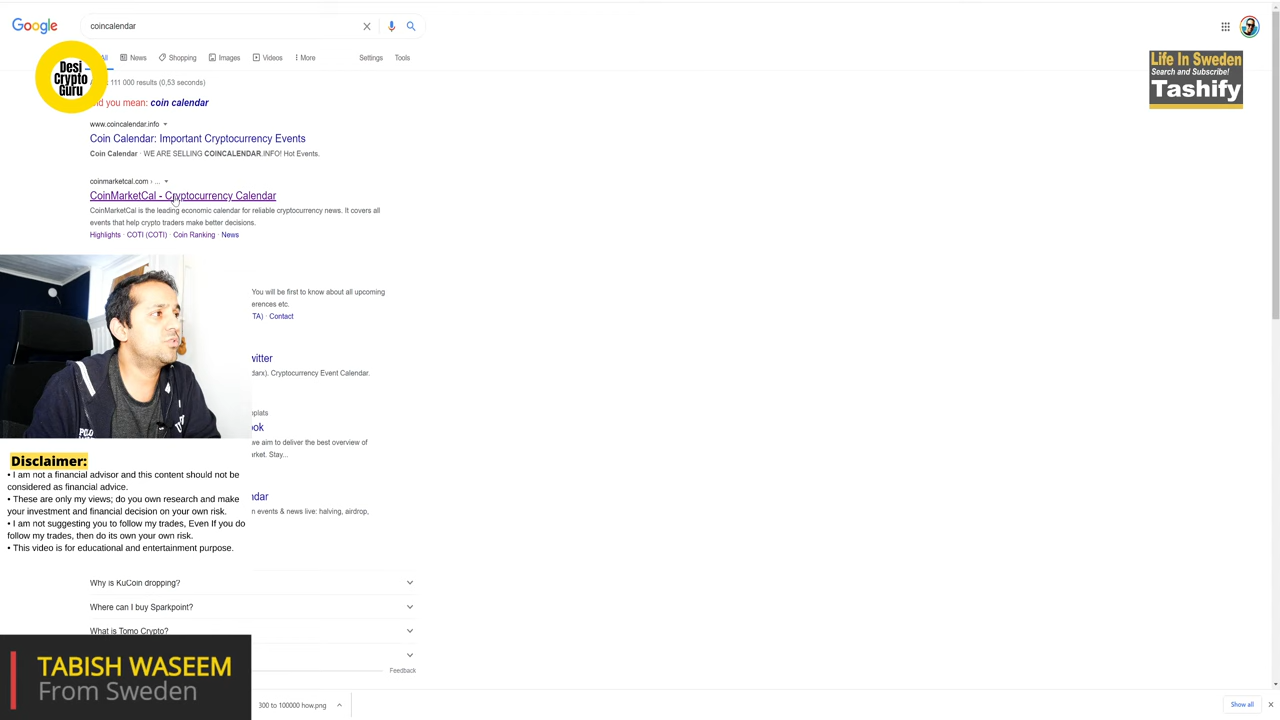 Google
coincalendar
All News Shopping Images Videos More Settings Tools
111 000 results (0,53 seconds)
Desi
Crypto
Guru
Life In Sweden
Search and Subscribe!
Tashify
you mean: coin calendar
www.coincalendar.info
Coin Calendar: Important Cryptocurrency Events
Coin Calendar · WE ARE SELLING COINCALENDAR.INFO! Hot Events.
coinmarketcal.com › ...
CoinMarketCal - Cryptocurrency Calendar
CoinMarketCal is the leading economic calendar for reliable cryptocurrency news. It covers all
events that help crypto traders make better decisions.
Highlights · COTI (COTI) · Coin Ranking · News
You will be first to know about all upcoming
erences etc.
TA) · Contact
witter
darx). Cryptocurrency Event Calendar.
plats
ook
we aim to deliver the best overview of
rket. Stay...
ndar
n events & news live: halving, airdrop,
Disclaimer:
• I am not a financial advisor and this content should not be
considered as financial advice.
• These are only my views; do you own research and make
your investment and financial decision on your own risk.
• I am not suggesting you to follow my trades, Even If you do
follow my trades, then do its own your own risk.
• This video is for educational and entertainment purpose.
Why is KuCoin dropping?
Where can I buy Sparkpoint?
What is Tomo Crypto?
Feedback
TABISH WASEEM
From Sweden
300 to 100000 how.png
Show all